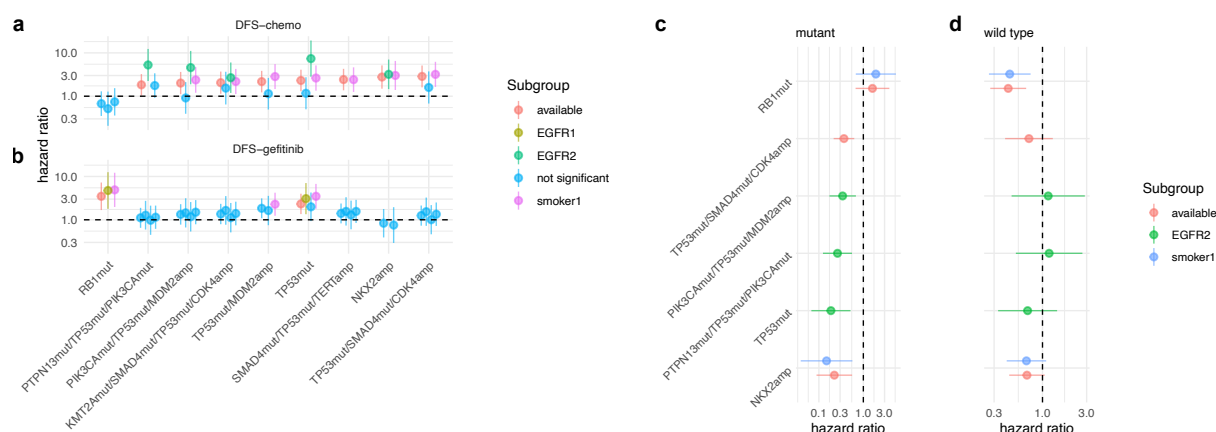 a
DFS-chemo
10.0
3.0
1.0
0.3
b
DFS-gefitinib
10.0
3.0
1.0
0.3
hazard ratio
RB1mut
PTPN13mut/TP53mut/PIK3CAmut
PIK3CAmut/TP53mut/MDM2amp
KMT2Amut/SMAD4mut/TP53mut/CDK4amp
TP53mut/MDM2amp
TP53mut
SMAD4mut/TP53mut/TERTamp
NKX2amp
TP53mut/SMAD4mut/CDK4amp
Subgroup
available
EGFR1
EGFR2
not significant
smoker1
c
mutant
RB1mut
TP53mut/SMAD4mut/CDK4amp
PIK3CAmut/TP53mut/MDM2amp
PTPN13mut/TP53mut/PIK3CAmut
TP53mut
NKX2amp
0.1 0.3 1.0 3.0
hazard ratio
d
wild type
0.3 1.0 3.0
hazard ratio
Subgroup
available
EGFR2
smoker1